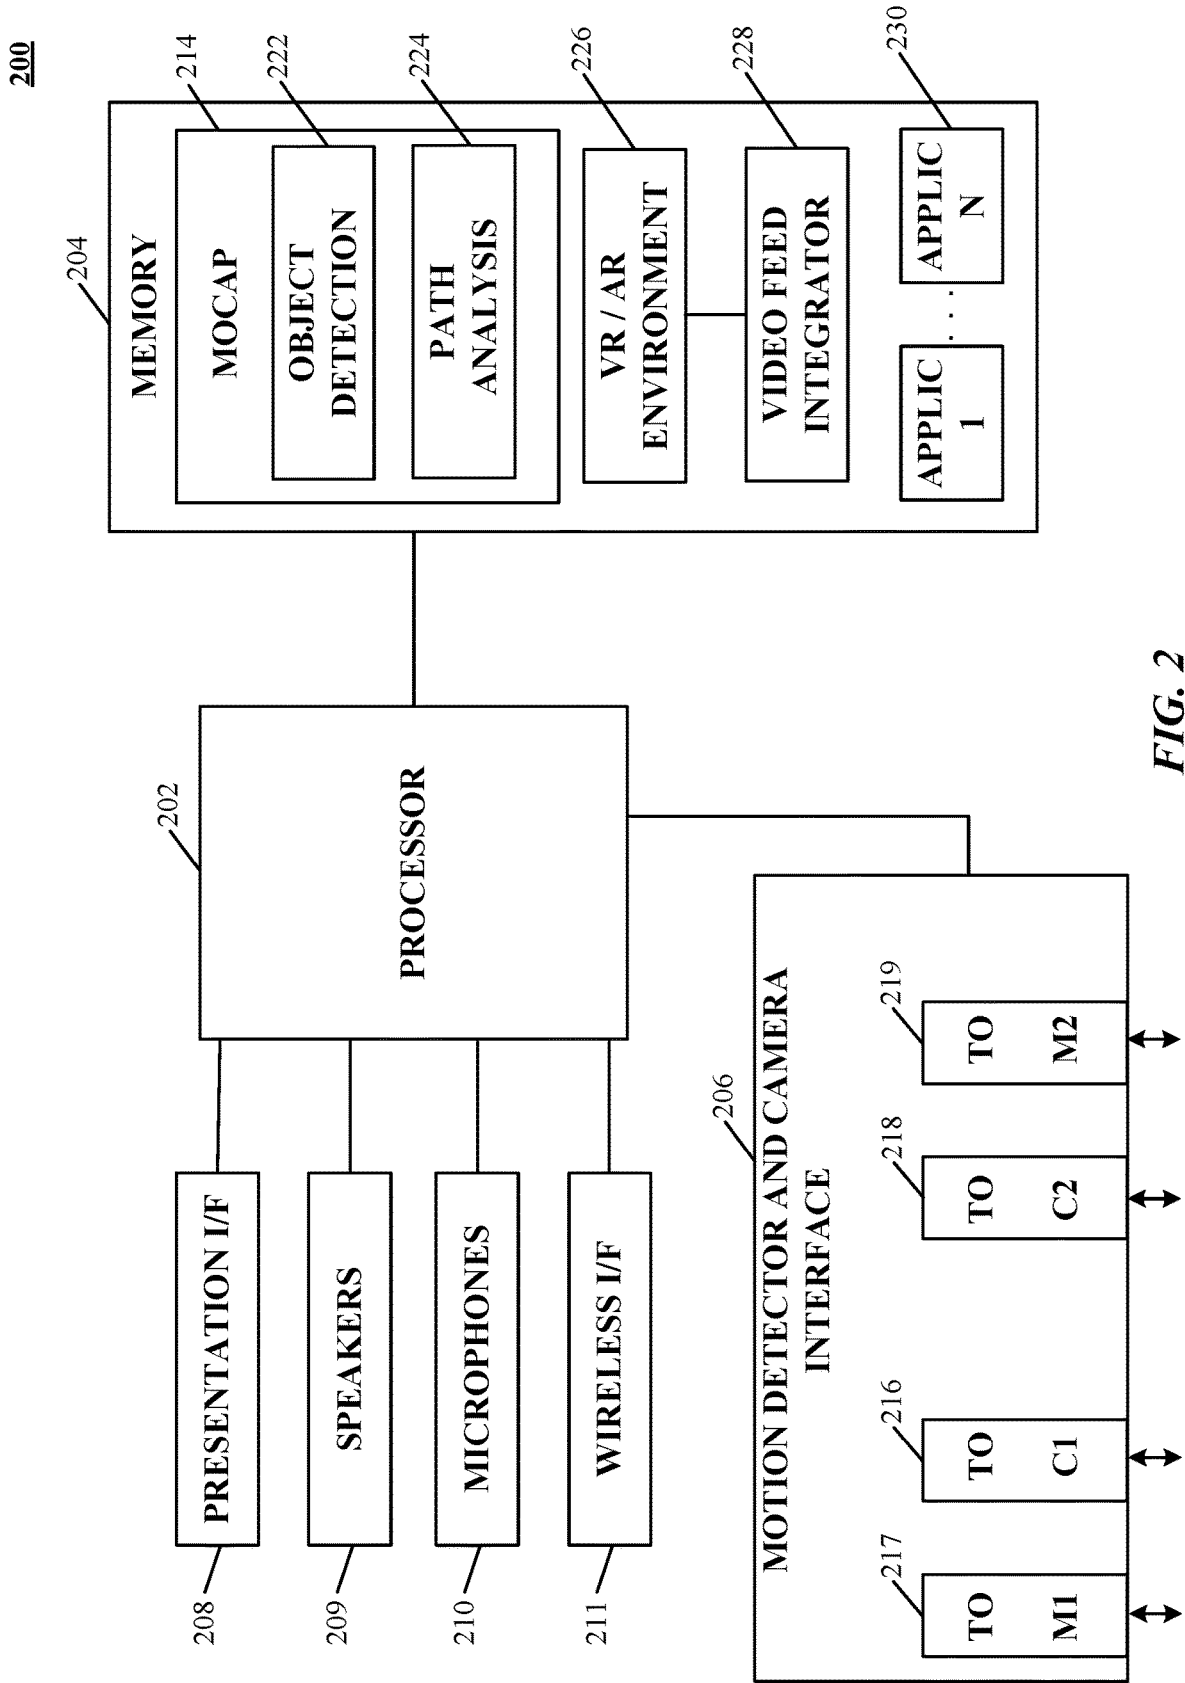 200
204
MEMORY
214
MOCAP
222
OBJECT
DETECTION
224
PATH
ANALYSIS
226
VR / AR
ENVIRONMENT
228
VIDEO FEED
INTEGRATOR
230
APPLIC
1
. . . .
APPLIC
N
202
PROCESSOR
208
PRESENTATION I/F
209
SPEAKERS
210
MICROPHONES
211
WIRELESS I/F
206
MOTION DETECTOR AND CAMERA
INTERFACE
217
TO
M1
216
TO
C1
218
TO
C2
219
TO
M2
FIG. 2